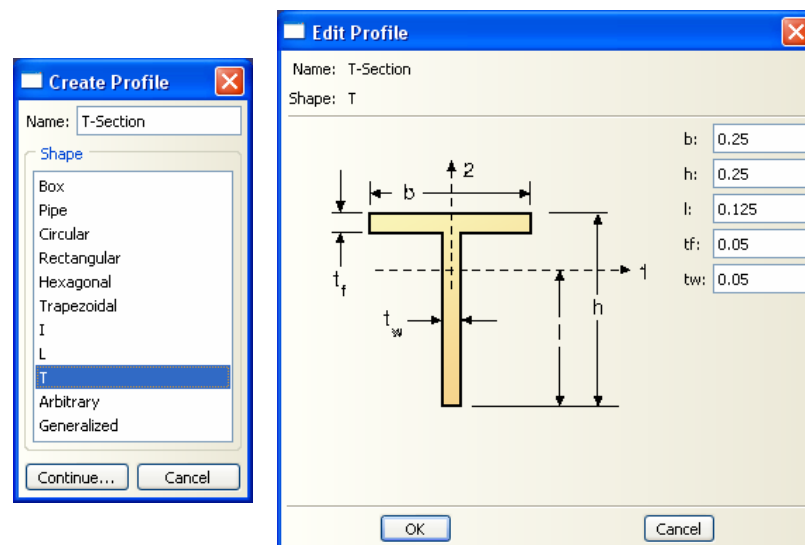 Create Profile
Name: T-Section
Shape
Box
Pipe
Circular
Rectangular
Hexagonal
Trapezoidal
I
L
T
Arbitrary
Generalized
Continue... Cancel
Edit Profile
Name: T-Section
Shape: T
b: 0.25
h: 0.25
l: 0.125
tf: 0.05
tw: 0.05
2
b
1
t f
h
t w
l
OK Cancel